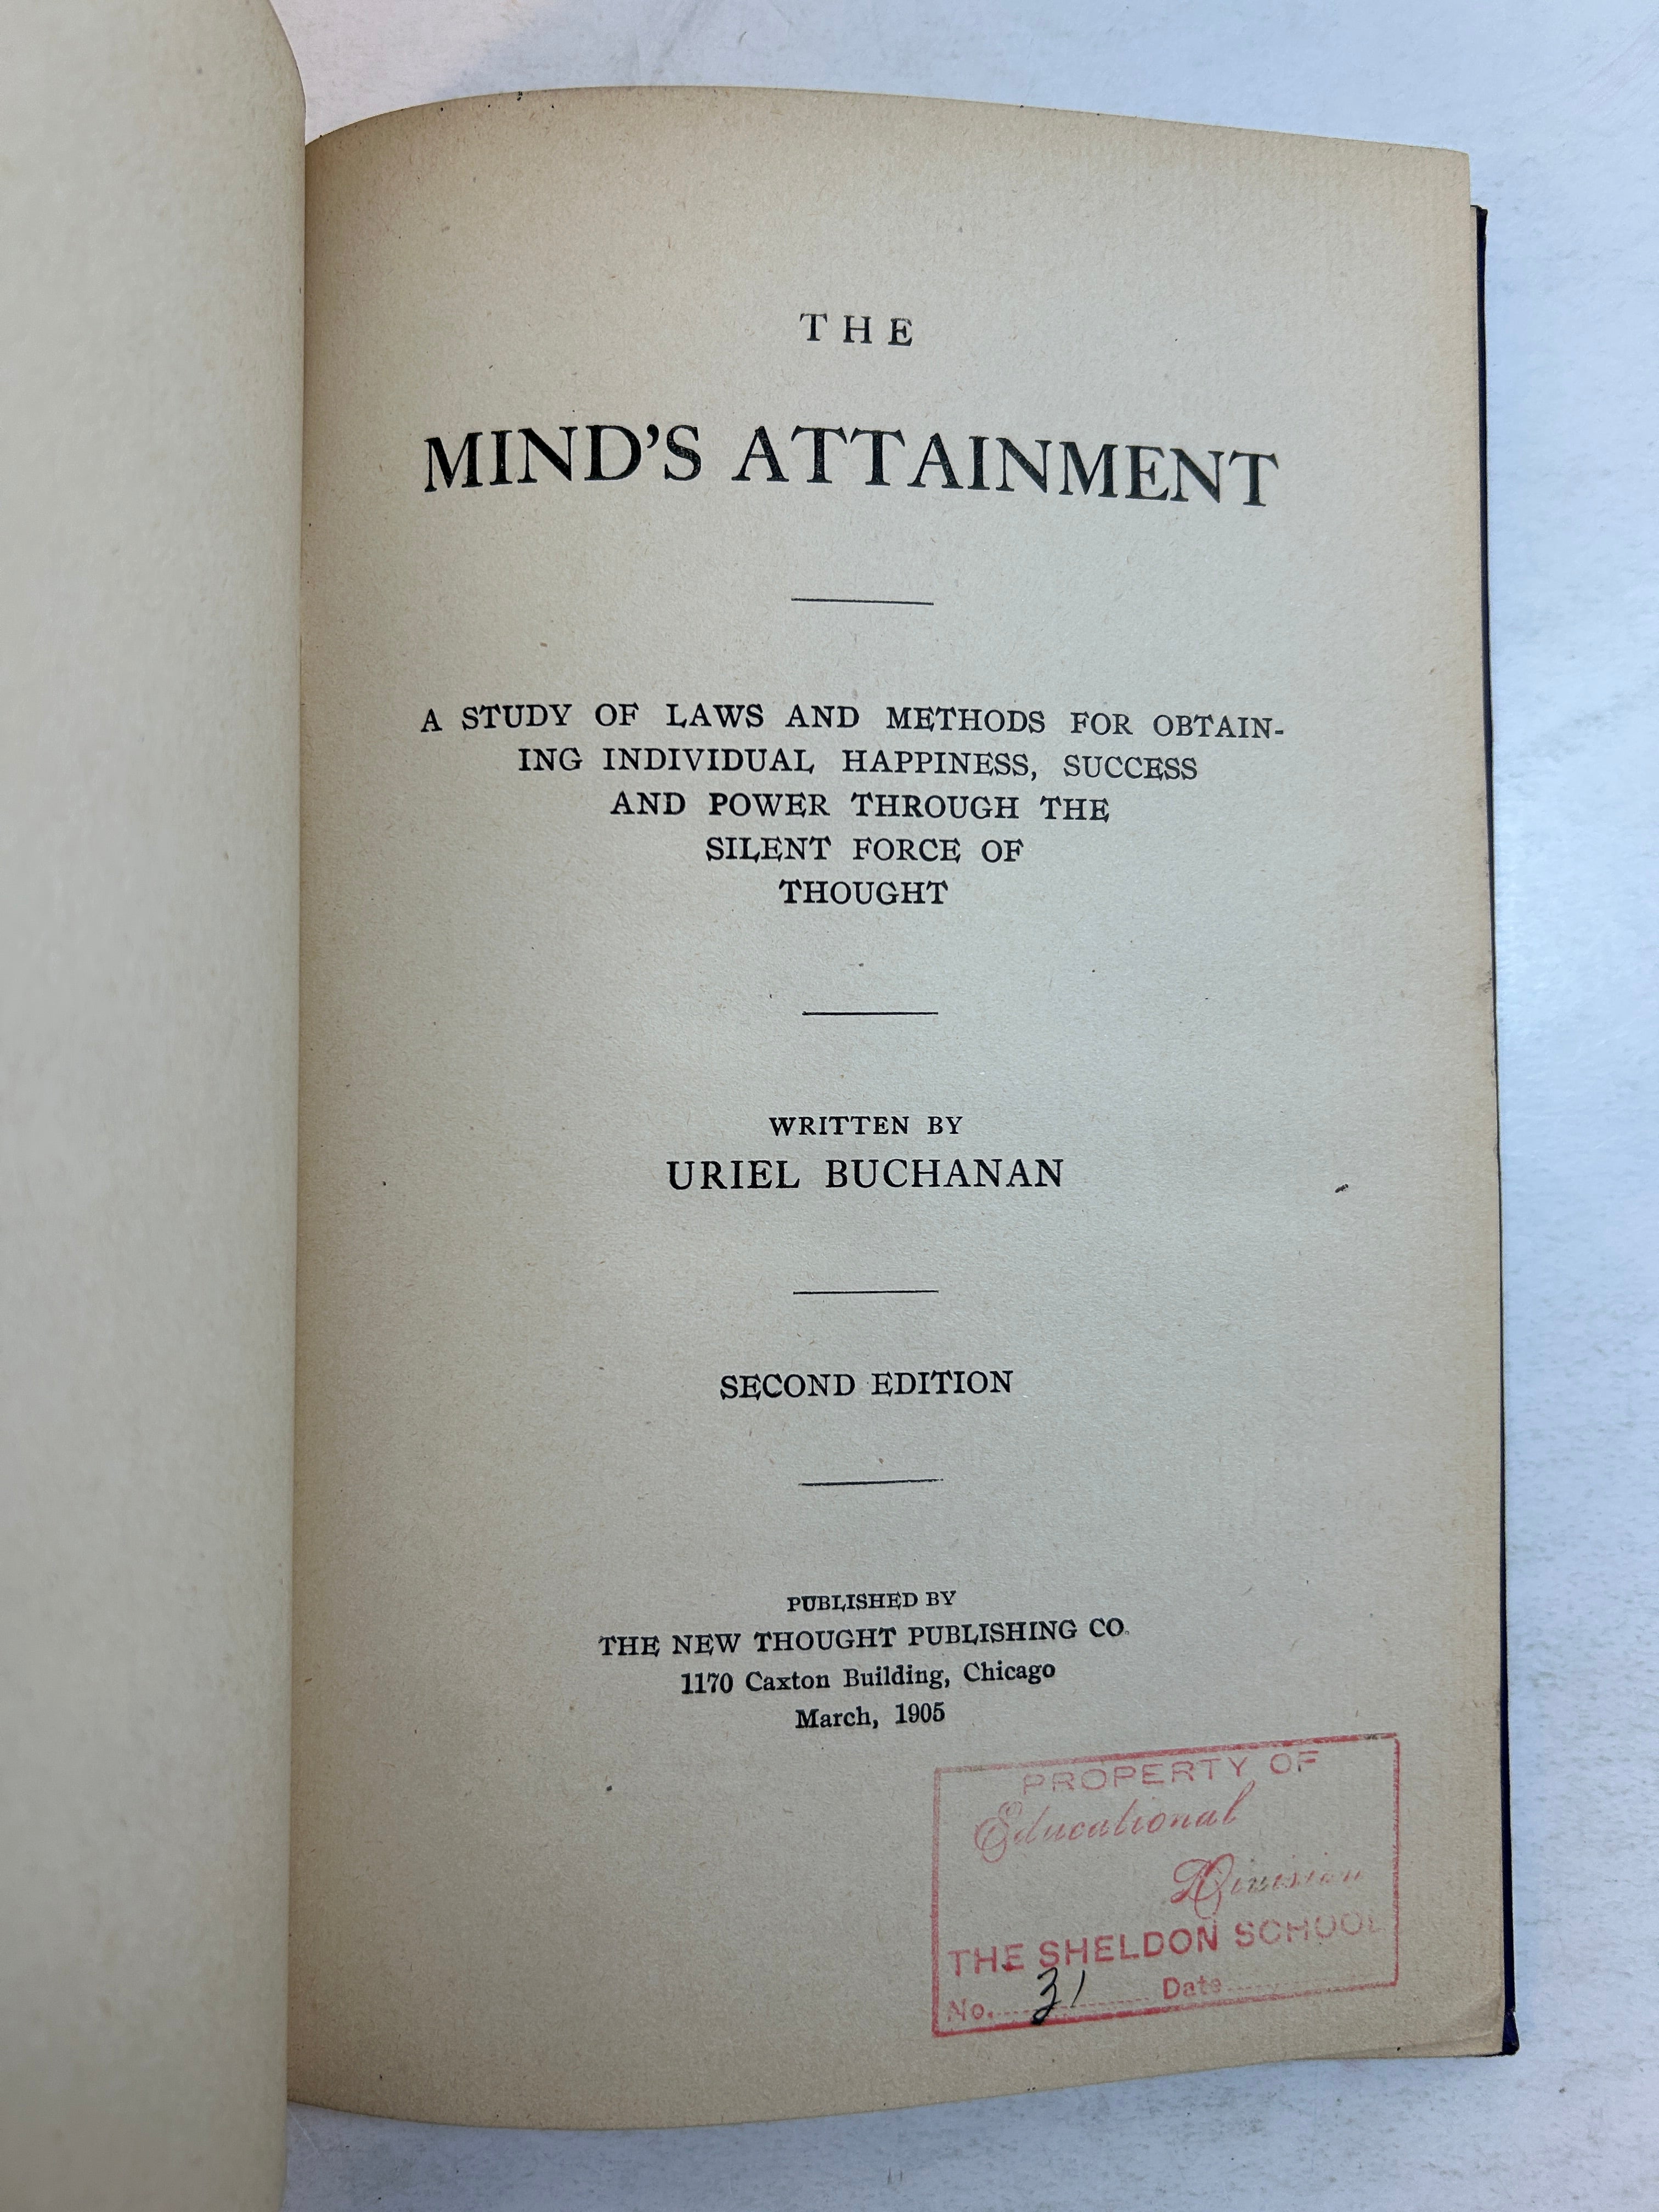 THE
MIND'S ATTAINMENT
A STUDY OF LAWS AND METHODS FOR OBTAIN-
ING INDIVIDUAL HAPPINESS, SUCCESS
AND POWER THROUGH THE
SILENT FORCE OF
THOUGHT
WRITTEN BY
URIEL BUCHANAN
SECOND EDITION
PUBLISHED BY
THE NEW THOUGHT PUBLISHING CO.
1170 Caxton Building, Chicago
March, 1905
PROPERTY OF
Educational
Division
THE SHELDON SCHOOL
No. 31 Date